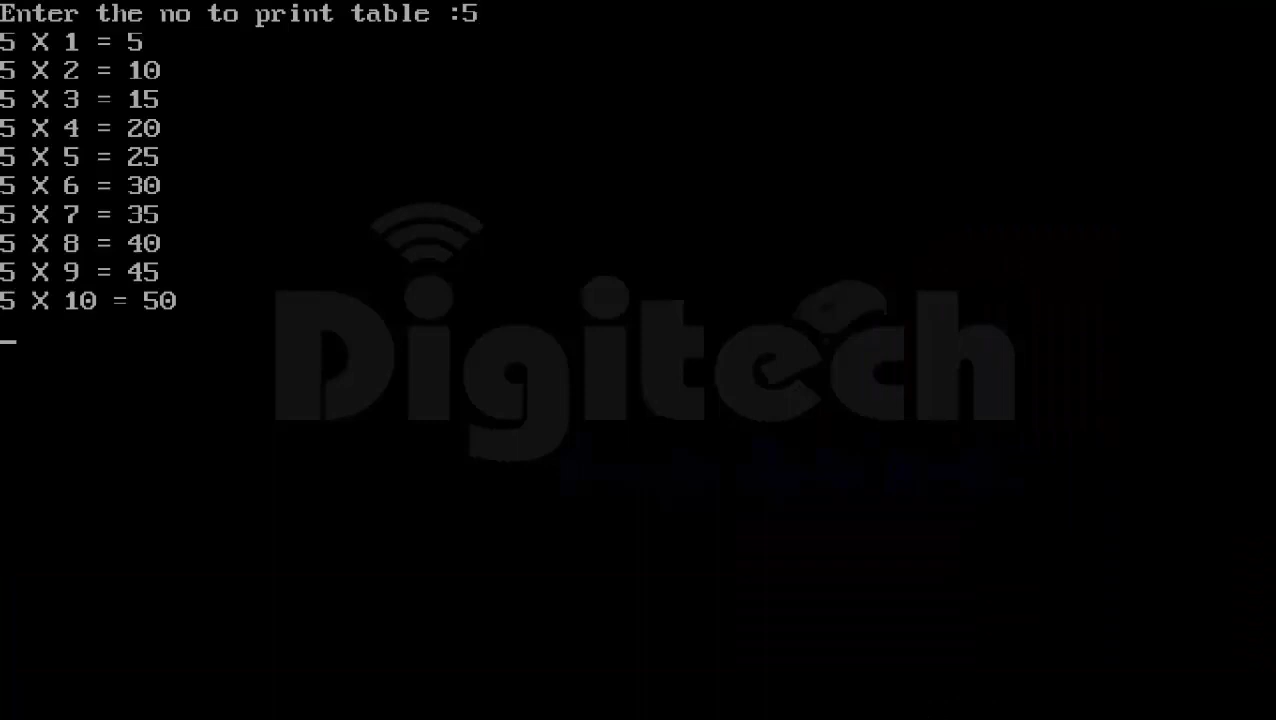 Enter the no to print table :5
5 X 1 = 5
5 X 2 = 10
5 X 3 = 15
5 X 4 = 20
5 X 5 = 25
5 X 6 = 30
5 X 7 = 35
5 X 8 = 40
5 X 9 = 45
5 X 10 = 50
Digitech